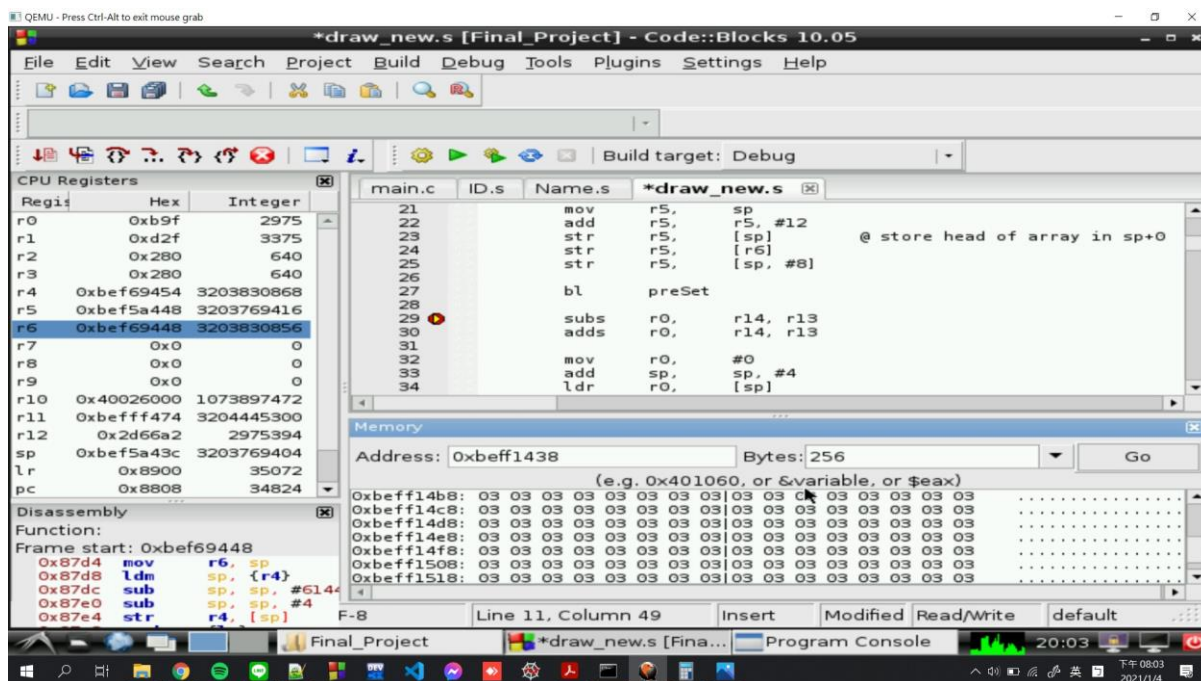 QEMU - Press Ctrl-Alt to exit mouse grab
*draw_new.s [Final_Project] - Code::Blocks 10.05
File Edit View Search Project Build Debug Tools Plugins Settings Help
Build target: Debug
CPU Registers
main.c ID.s Name.s *draw_new.s
Regis Hex Integer
r0 0xb9f 2975
r1 0xd2f 3375
r2 0x280 640
r3 0x280 640
r4 0xbef69454 3203830868
r5 0xbef5a448 3203769416
r6 0xbef69448 3203830856
r7 0x0 0
r8 0x0 0
r9 0x0 0
r10 0x40026000 1073897472
r11 0xbefff474 3204445300
r12 0x2d66a2 2975394
sp 0xbef5a43c 3203769404
lr 0x8900 35072
pc 0x8808 34824
21 mov r5, sp
22 add r5, r5, #12
23 str r5, [sp] @ store head of array in sp+0
24 str r5, [r6]
25 str r5, [sp, #8]
26
27 bl preSet
28
29 subs r0, r14, r13
30 adds r0, r14, r13
31
32 mov r0, #0
33 add sp, sp, #4
34 ldr r0, [sp]
Memory
Address: 0xbeff1438 Bytes: 256 Go
(e.g. 0x401060, or &variable, or $eax)
0xbeff14b8: 03 03 03 03 03 03 03 03|03 03 03 03 03 03 03 03 ................
0xbeff14c8: 03 03 03 03 03 03 03 03|03 03 03 03 03 03 03 03 ................
0xbeff14d8: 03 03 03 03 03 03 03 03|03 03 03 03 03 03 03 03 ................
0xbeff14e8: 03 03 03 03 03 03 03 03|03 03 03 03 03 03 03 03 ................
0xbeff14f8: 03 03 03 03 03 03 03 03|03 03 03 03 03 03 03 03 ................
0xbeff1508: 03 03 03 03 03 03 03 03|03 03 03 03 03 03 03 03 ................
0xbeff1518: 03 03 03 03 03 03 03 03|03 03 03 03 03 03 03 03 ................
Disassembly
Function:
Frame start: 0xbef69448
0x87d4 mov r6, sp
0x87d8 ldm sp, {r4}
0x87dc sub sp, sp, #614
0x87e0 sub sp, sp, #4
0x87e4 str r4, [sp]
F-8 Line 11, Column 49 Insert Modified Read/Write default
Final_Project *draw_new.s [Fina... Program Console 20:03
英 下午 08:03
2021/1/4